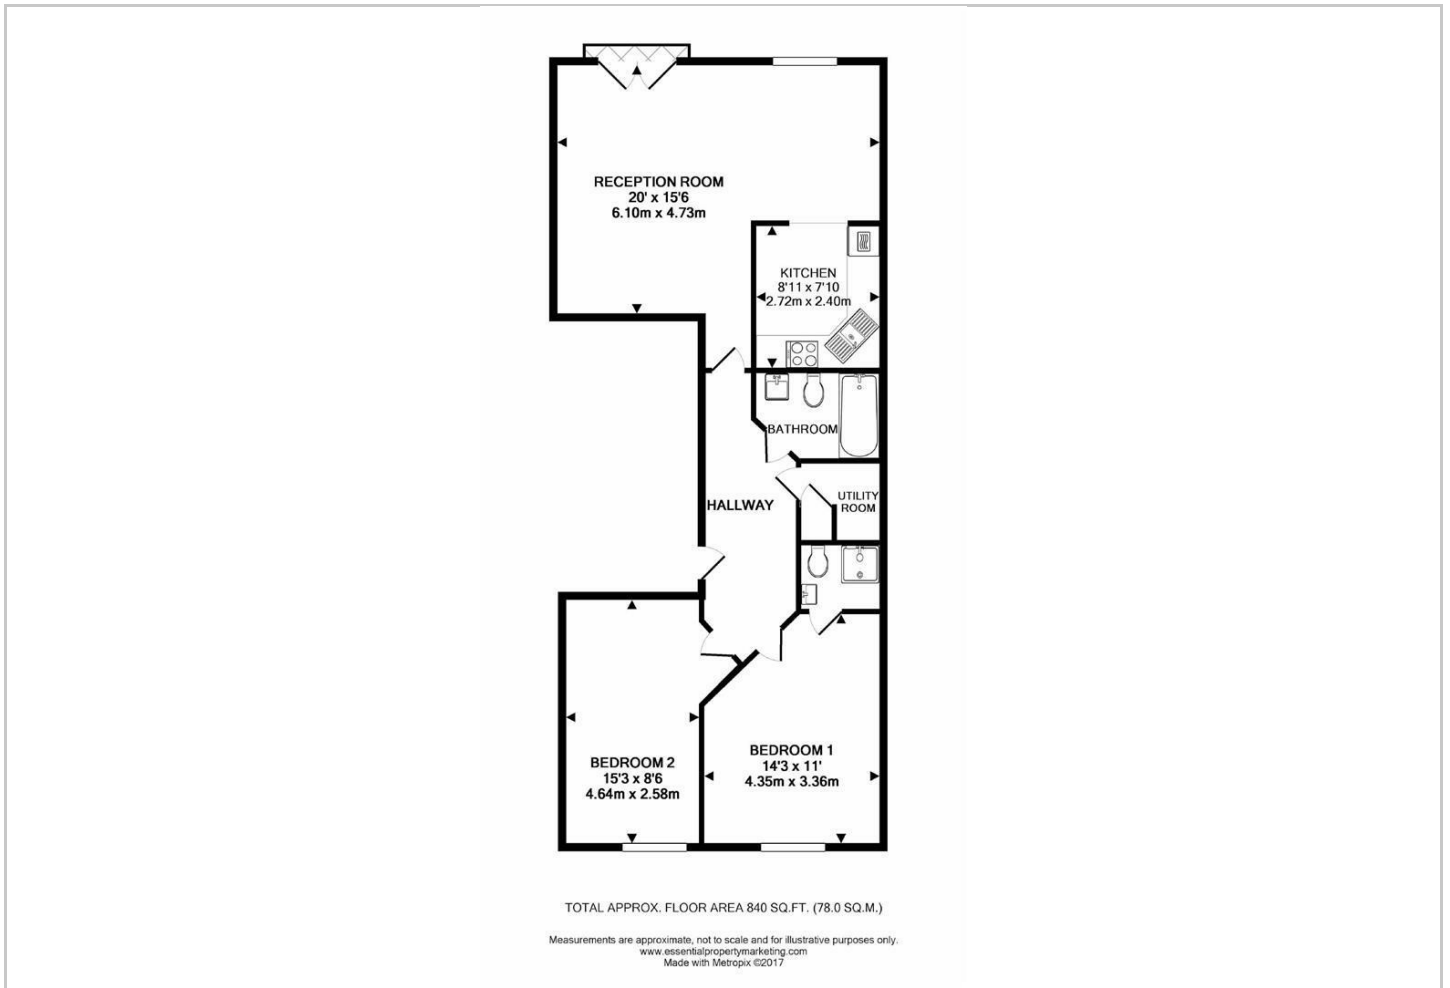 RECEPTION ROOM
20' x 15'6
6.10m x 4.73m
KITCHEN
8'11 x 7'10
2.72m x 2.40m
BATHROOM
UTILITY
ROOM
HALLWAY
BEDROOM 1
14'3 x 11'
4.35m x 3.36m
BEDROOM 2
15'3 x 8'6
4.64m x 2.58m
TOTAL APPROX. FLOOR AREA 840 SQ.FT. (78.0 SQ.M.)
Measurements are approximate, not to scale and for illustrative purposes only.
www.essentialpropertymarketing.com
Made with Metropix ©2017